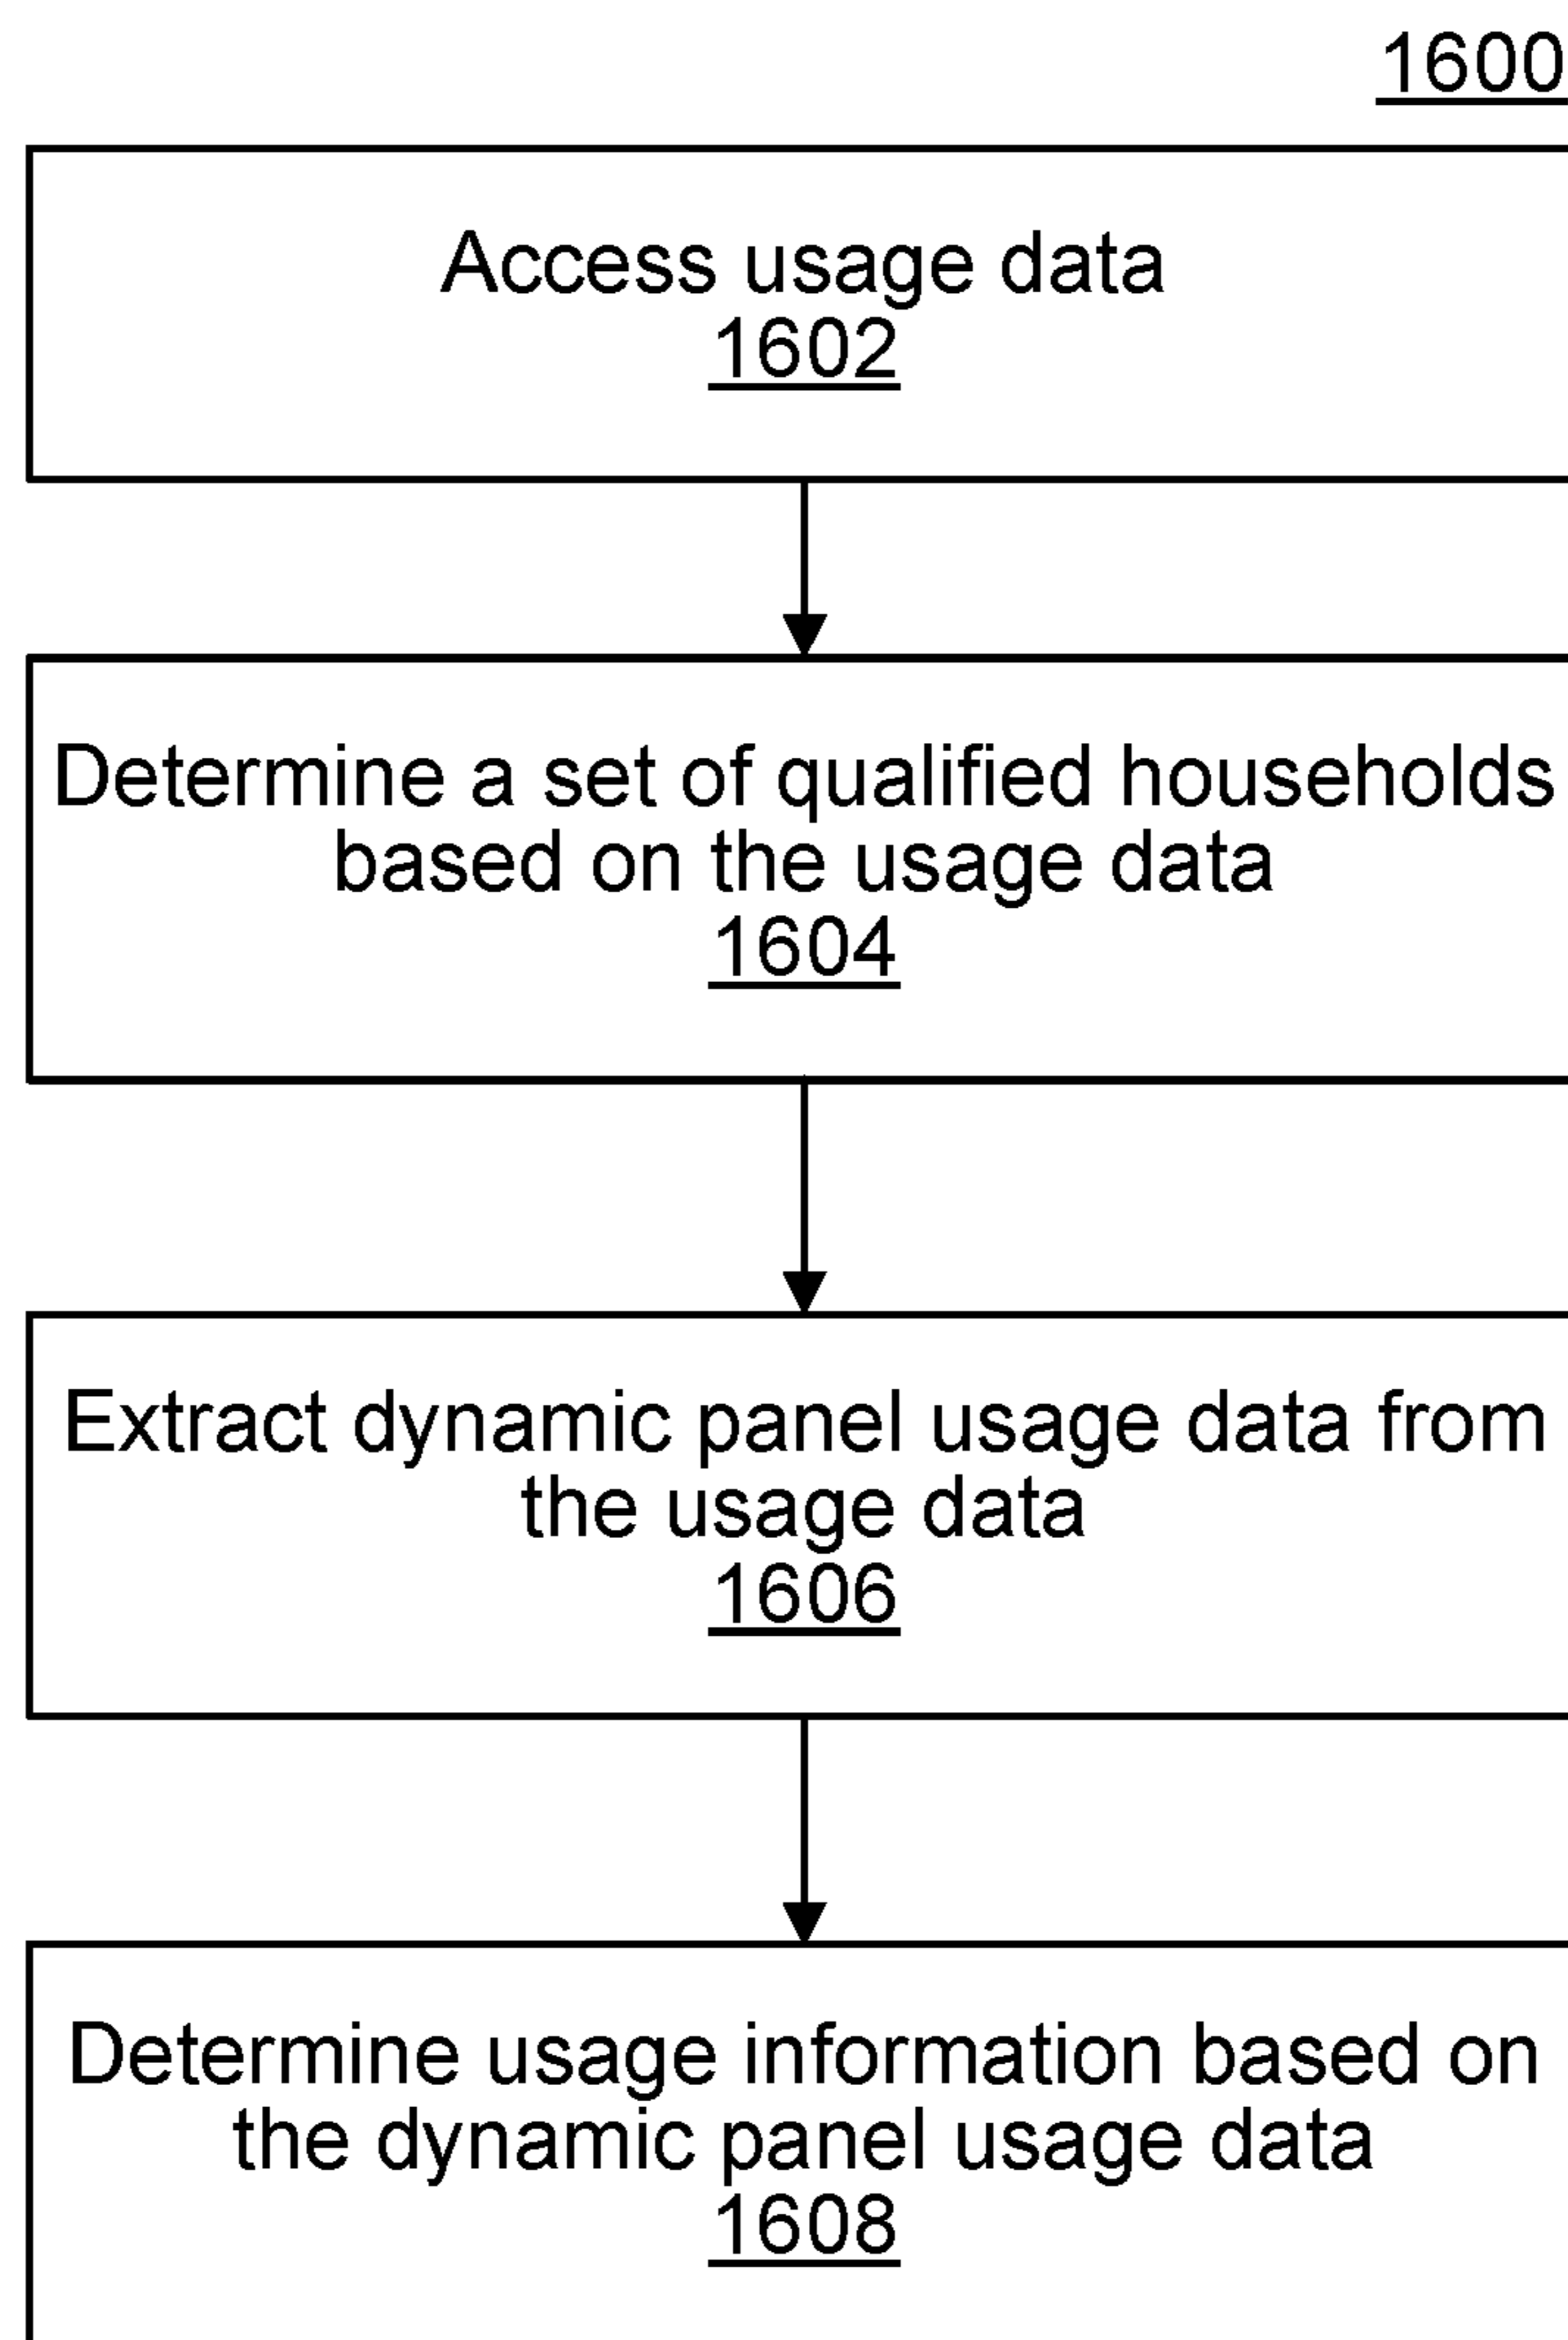 1600
Access usage data
1602
Determine a set of qualified households
based on the usage data
1604
Extract dynamic panel usage data from
the usage data
1606
Determine usage information based on
the dynamic panel usage data
1608